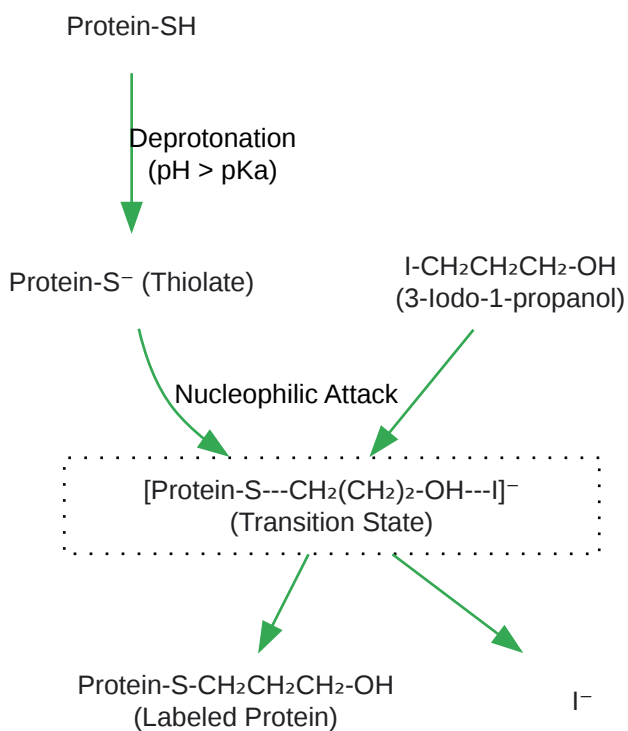 Protein-SH
Deprotonation
(pH > pKa)
Protein-S⁻ (Thiolate)
I-CH₂CH₂CH₂-OH
(3-Iodo-1-propanol)
Nucleophilic Attack
[Protein-S---CH₂(CH₂)₂-OH---I]⁻
(Transition State)
Protein-S-CH₂CH₂CH₂-OH
(Labeled Protein)
I⁻